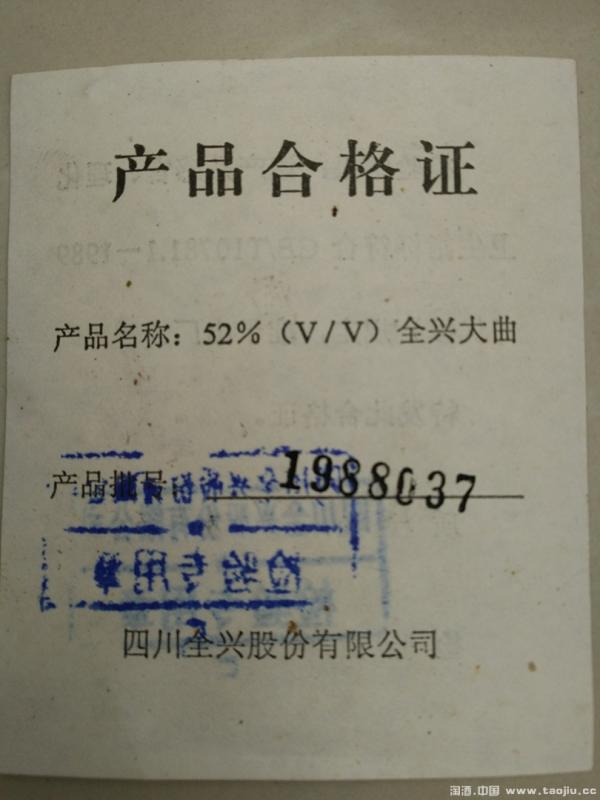 产品合格证
产品名称：52%（V/V）全兴大曲
产品批号：1988037
检验专用章
四川全兴股份有限公司
淘酒.中国 www.taojiu.cc